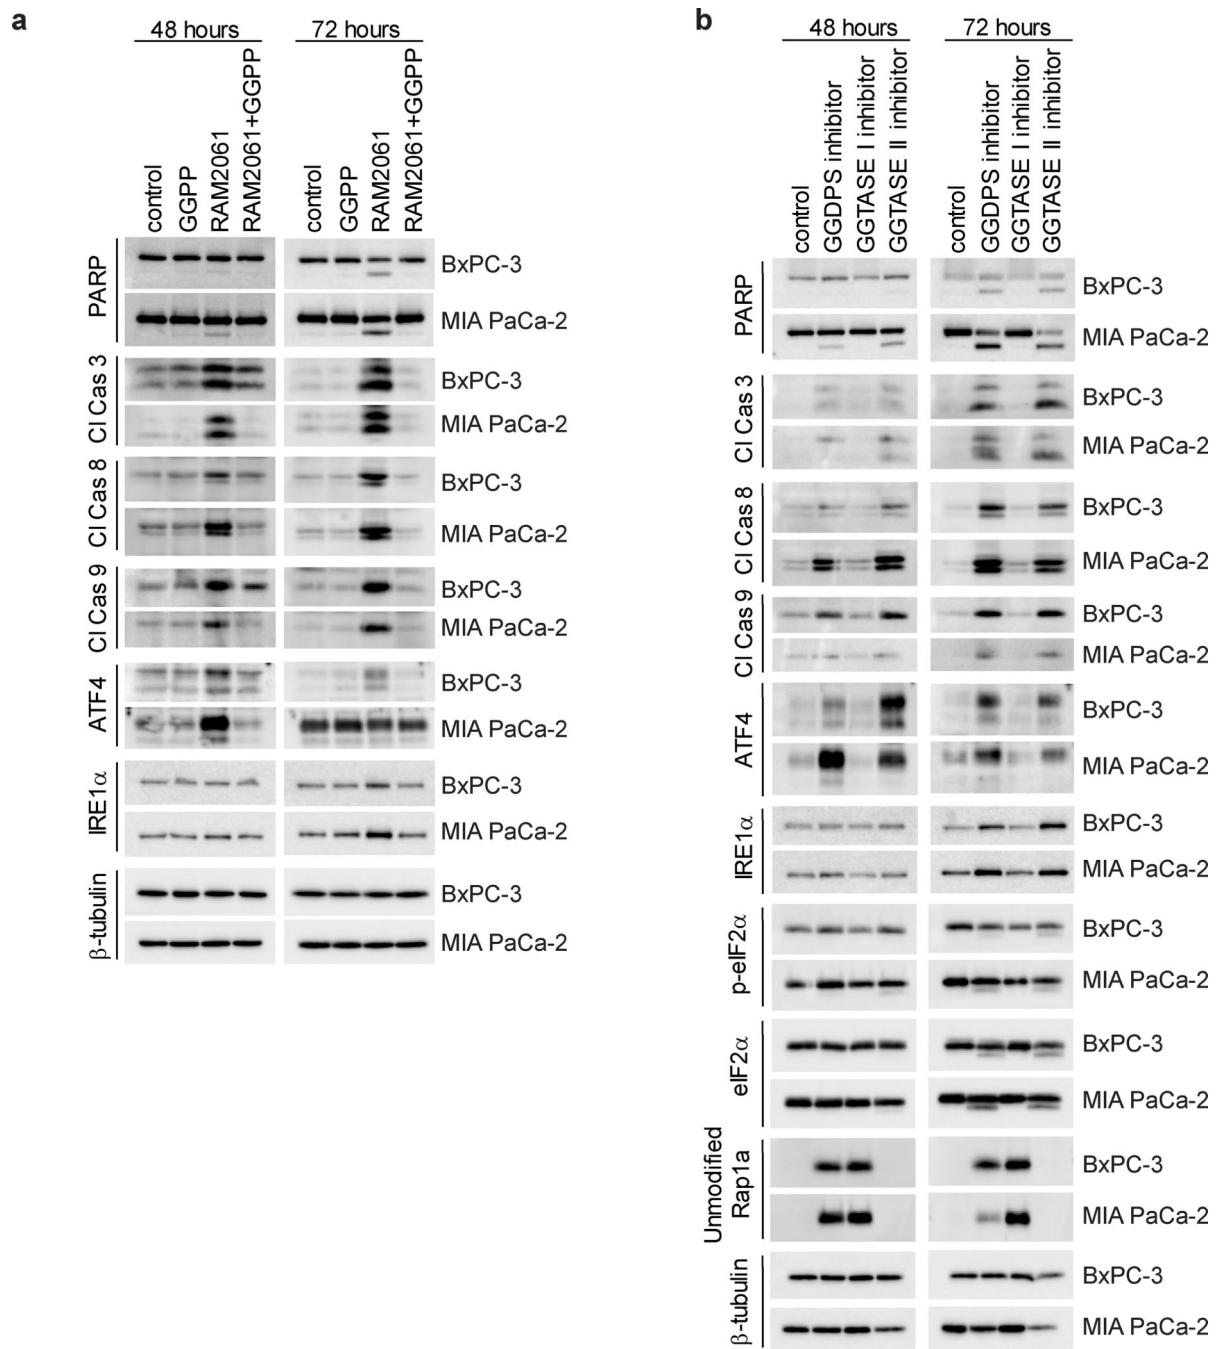 a
48 hours
72 hours
control
GGPP
RAM2061
RAM2061+GGPP
control
GGPP
RAM2061
RAM2061+GGPP
PARP
BxPC-3
MIA PaCa-2
Cl Cas 3
BxPC-3
MIA PaCa-2
Cl Cas 8
BxPC-3
MIA PaCa-2
Cl Cas 9
BxPC-3
MIA PaCa-2
ATF4
BxPC-3
MIA PaCa-2
IRE1α
BxPC-3
MIA PaCa-2
β-tubulin
BxPC-3
MIA PaCa-2
b
48 hours
72 hours
control
GGDPS inhibitor
GGTASE I inhibitor
GGTASE II inhibitor
control
GGDPS inhibitor
GGTASE I inhibitor
GGTASE II inhibitor
PARP
BxPC-3
MIA PaCa-2
Cl Cas 3
BxPC-3
MIA PaCa-2
Cl Cas 8
BxPC-3
MIA PaCa-2
Cl Cas 9
BxPC-3
MIA PaCa-2
ATF4
BxPC-3
MIA PaCa-2
IRE1α
BxPC-3
MIA PaCa-2
p-eIF2α
BxPC-3
MIA PaCa-2
eIF2α
BxPC-3
MIA PaCa-2
Unmodified
Rap1a
BxPC-3
MIA PaCa-2
β-tubulin
BxPC-3
MIA PaCa-2